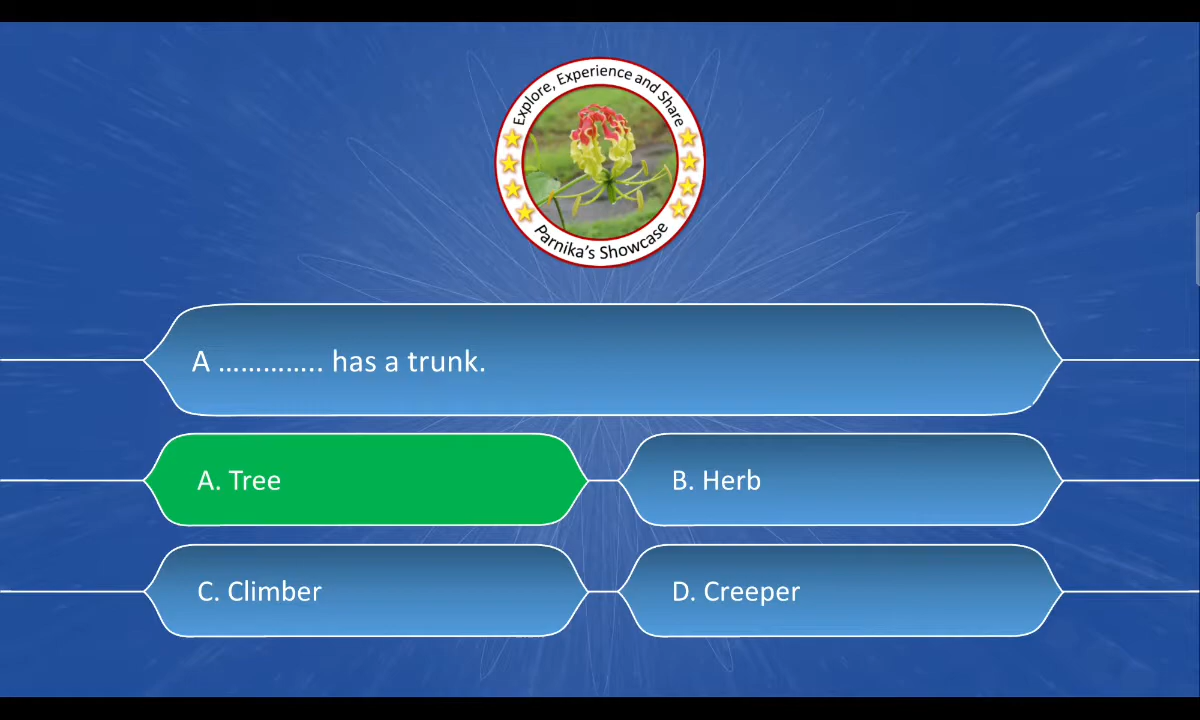 Explore, Experience and Share
Parnika's Showcase
A ………….. has a trunk.
A. Tree
B. Herb
C. Climber
D. Creeper